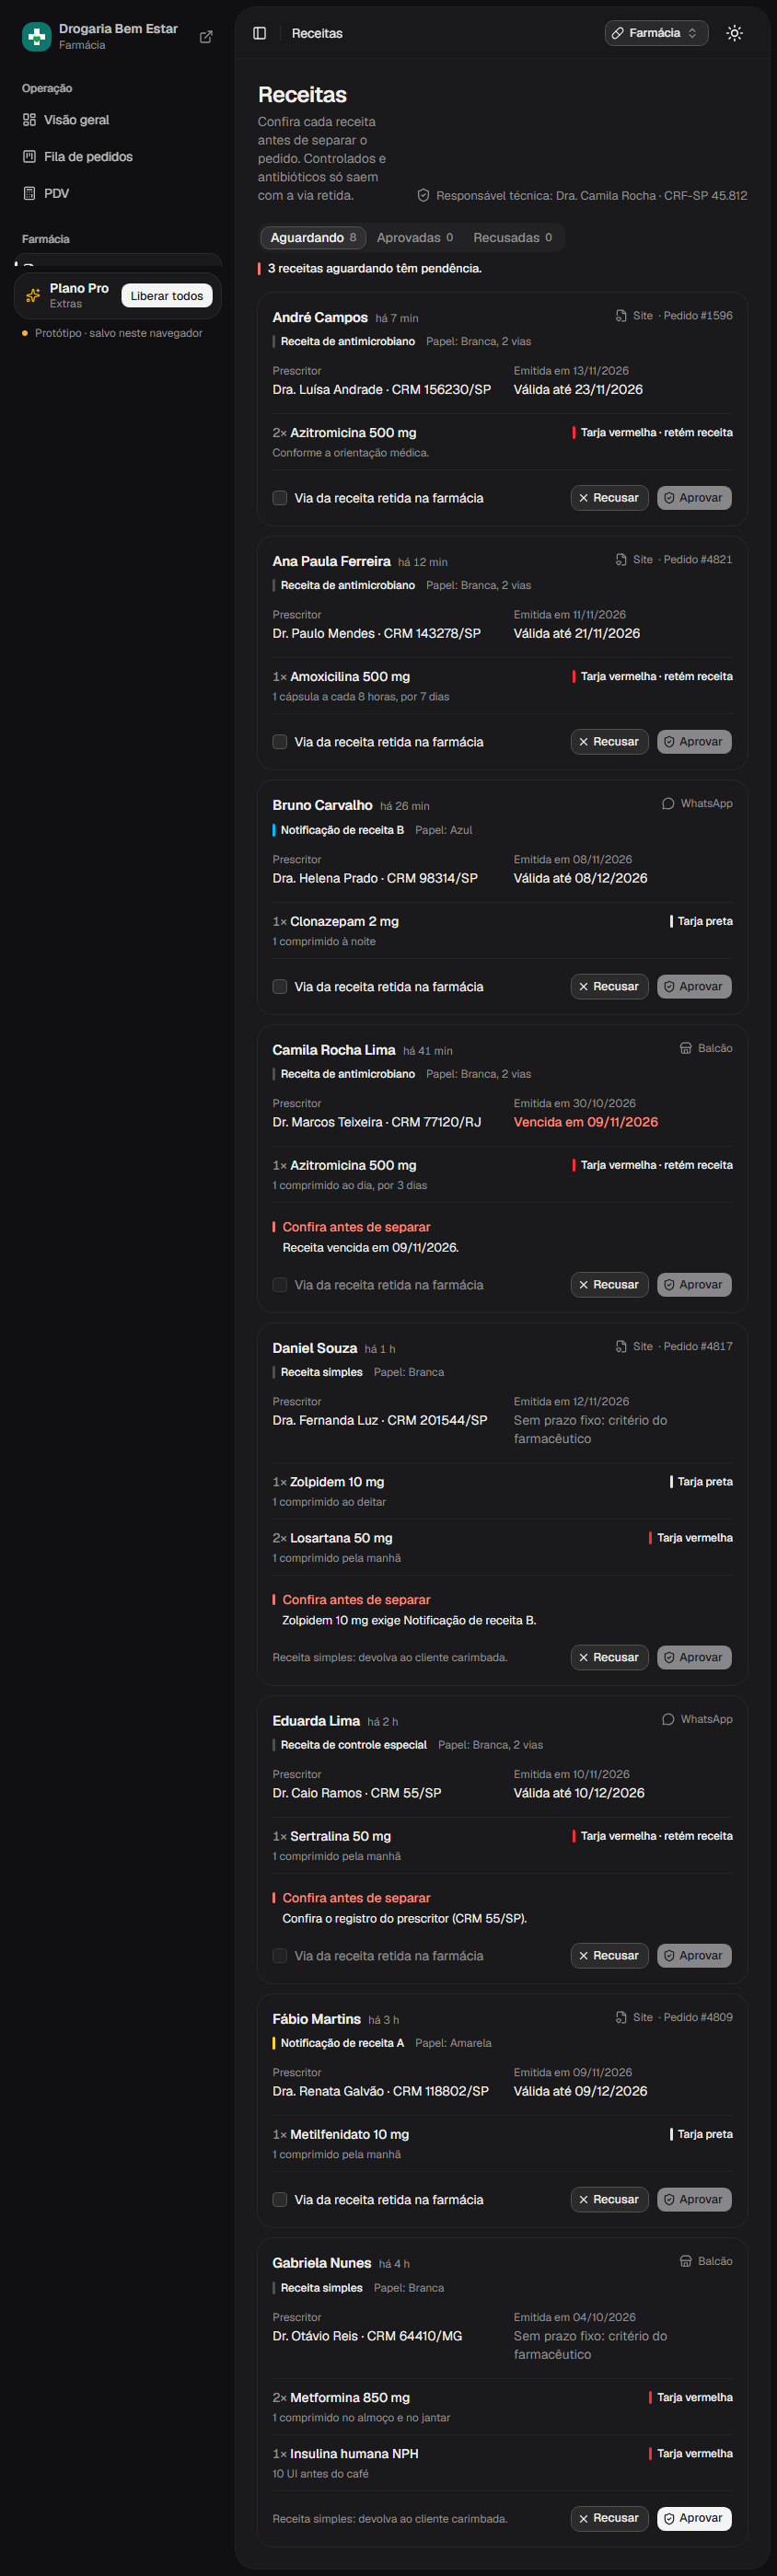 Drogaria Bem Estar
Farmácia
Operação
Visão geral
Fila de pedidos
PDV
Farmácia
Plano Pro
Extras
Liberar todos
Protótipo · salvo neste navegador
Receitas
Farmácia
Receitas
Confira cada receita
antes de separar o
pedido. Controlados e
antibióticos só saem
com a via retida.
Responsável técnica: Dra. Camila Rocha · CRF-SP 45.812
Aguardando 8 Aprovadas 0 Recusadas 0
3 receitas aguardando têm pendência.
André Campos há 7 min Site · Pedido #1596
Receita de antimicrobiano Papel: Branca, 2 vias
Prescritor Emitida em 13/11/2026
Dra. Luísa Andrade · CRM 156230/SP Válida até 23/11/2026
2× Azitromicina 500 mg Tarja vermelha · retém receita
Conforme a orientação médica.
Via da receita retida na farmácia Recusar Aprovar
Ana Paula Ferreira há 12 min Site · Pedido #4821
Receita de antimicrobiano Papel: Branca, 2 vias
Prescritor Emitida em 11/11/2026
Dr. Paulo Mendes · CRM 143278/SP Válida até 21/11/2026
1× Amoxicilina 500 mg Tarja vermelha · retém receita
1 cápsula a cada 8 horas, por 7 dias
Via da receita retida na farmácia Recusar Aprovar
Bruno Carvalho há 26 min WhatsApp
Notificação de receita B Papel: Azul
Prescritor Emitida em 08/11/2026
Dra. Helena Prado · CRM 98314/SP Válida até 08/12/2026
1× Clonazepam 2 mg Tarja preta
1 comprimido à noite
Via da receita retida na farmácia Recusar Aprovar
Camila Rocha Lima há 41 min Balcão
Receita de antimicrobiano Papel: Branca, 2 vias
Prescritor Emitida em 30/10/2026
Dr. Marcos Teixeira · CRM 77120/RJ Vencida em 09/11/2026
1× Azitromicina 500 mg Tarja vermelha · retém receita
1 comprimido ao dia, por 3 dias
Confira antes de separar
Receita vencida em 09/11/2026.
Via da receita retida na farmácia Recusar Aprovar
Daniel Souza há 1 h Site · Pedido #4817
Receita simples Papel: Branca
Prescritor Emitida em 12/11/2026
Dra. Fernanda Luz · CRM 201544/SP Sem prazo fixo: critério do
farmacêutico
1× Zolpidem 10 mg Tarja preta
1 comprimido ao deitar
2× Losartana 50 mg Tarja vermelha
1 comprimido pela manhã
Confira antes de separar
Zolpidem 10 mg exige Notificação de receita B.
Receita simples: devolva ao cliente carimbada. Recusar Aprovar
Eduarda Lima há 2 h WhatsApp
Receita de controle especial Papel: Branca, 2 vias
Prescritor Emitida em 10/11/2026
Dr. Caio Ramos · CRM 55/SP Válida até 10/12/2026
1× Sertralina 50 mg Tarja vermelha · retém receita
1 comprimido pela manhã
Confira antes de separar
Confira o registro do prescritor (CRM 55/SP).
Via da receita retida na farmácia Recusar Aprovar
Fábio Martins há 3 h Site · Pedido #4809
Notificação de receita A Papel: Amarela
Prescritor Emitida em 09/11/2026
Dra. Renata Galvão · CRM 118802/SP Válida até 09/12/2026
1× Metilfenidato 10 mg Tarja preta
1 comprimido pela manhã
Via da receita retida na farmácia Recusar Aprovar
Gabriela Nunes há 4 h Balcão
Receita simples Papel: Branca
Prescritor Emitida em 04/10/2026
Dr. Otávio Reis · CRM 64410/MG Sem prazo fixo: critério do
farmacêutico
2× Metformina 850 mg Tarja vermelha
1 comprimido no almoço e no jantar
1× Insulina humana NPH Tarja vermelha
10 UI antes do café
Receita simples: devolva ao cliente carimbada. Recusar Aprovar